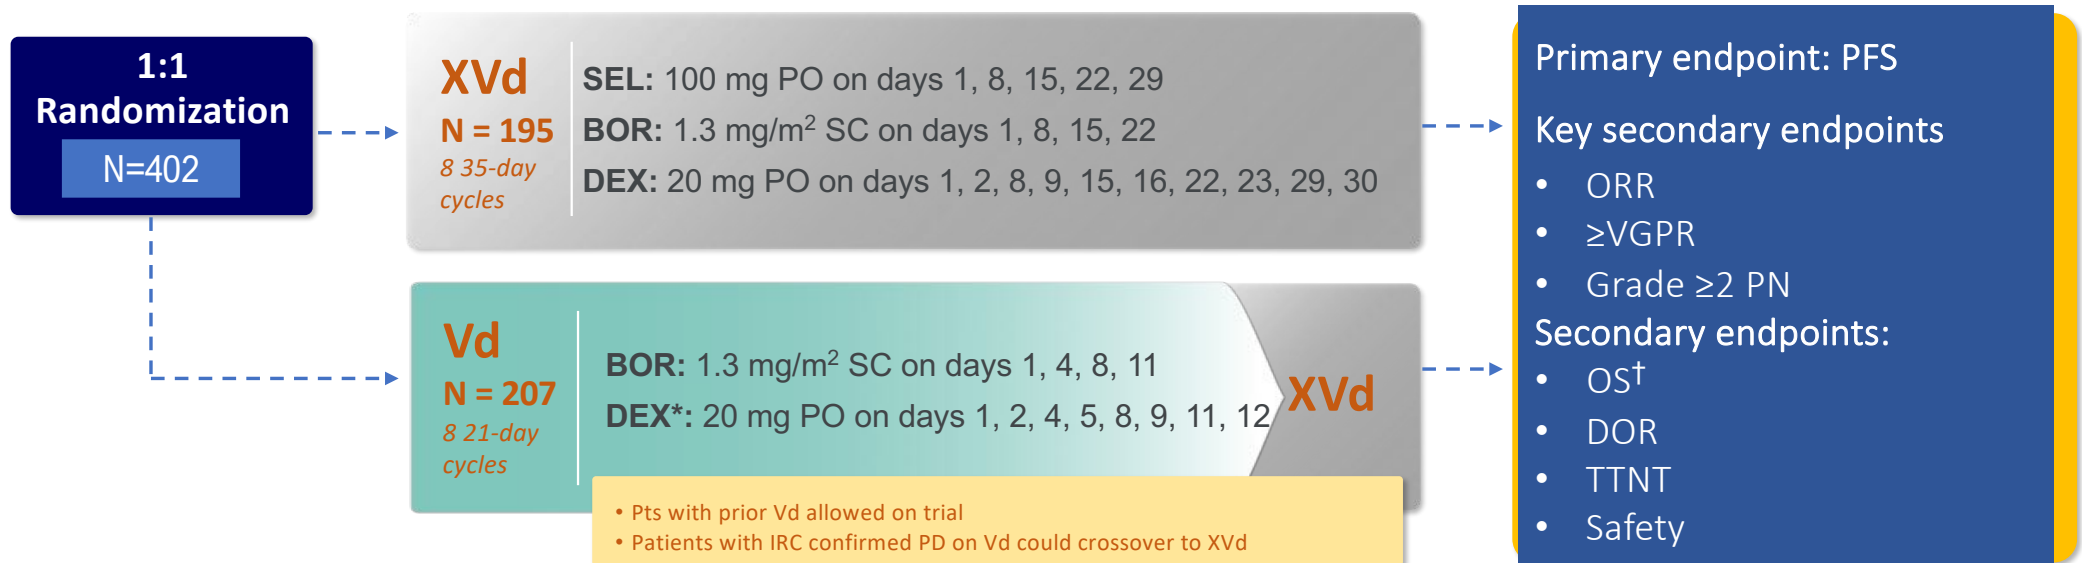 1:1
Randomization
N=402
XVd
N = 195
8 35-day
cycles
SEL: 100 mg PO on days 1, 8, 15, 22, 29
BOR: 1.3 mg/m² SC on days 1, 8, 15, 22
DEX: 20 mg PO on days 1, 2, 8, 9, 15, 16, 22, 23, 29, 30
Vd
N = 207
8 21-day
cycles
BOR: 1.3 mg/m² SC on days 1, 4, 8, 11
DEX*: 20 mg PO on days 1, 2, 4, 5, 8, 9, 11, 12
XVd
• Pts with prior Vd allowed on trial
• Patients with IRC confirmed PD on Vd could crossover to XVd
Primary endpoint: PFS
Key secondary endpoints
• ORR
• ≥VGPR
• Grade ≥2 PN
Secondary endpoints:
• OS†
• DOR
• TTNT
• Safety